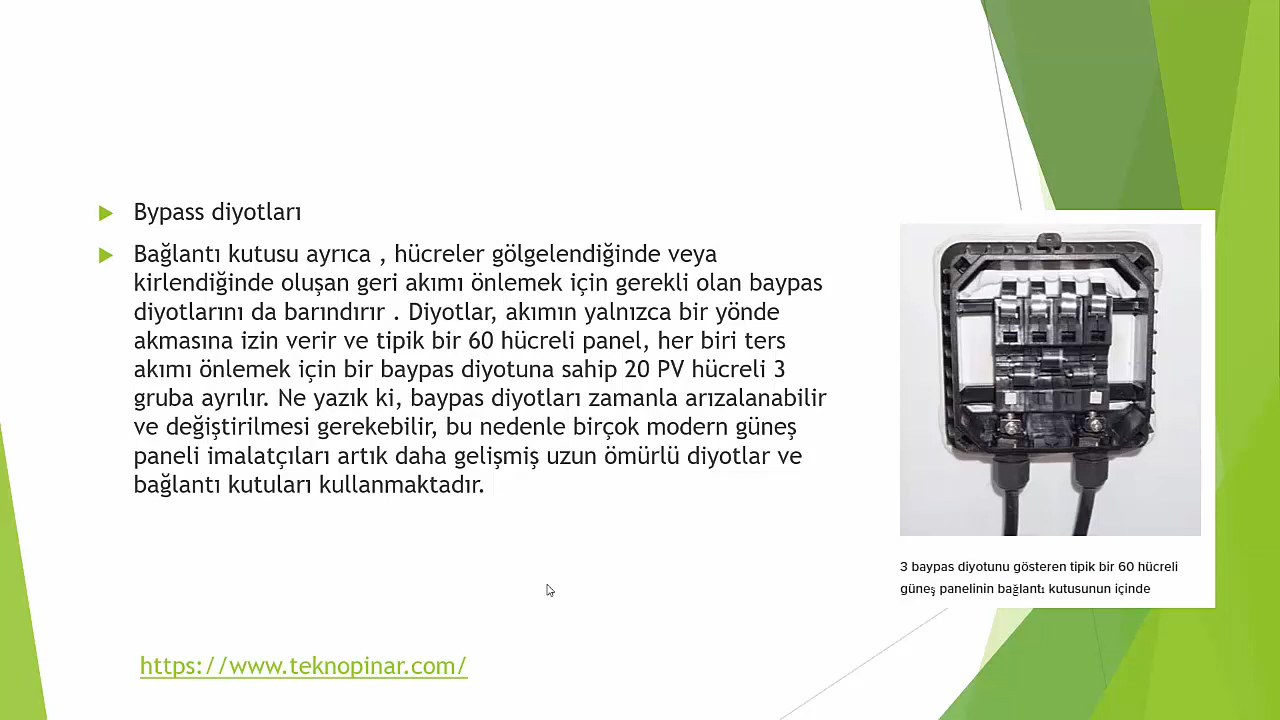 Bypass diyotları
Bağlantı kutusu ayrıca , hücreler gölgelendiğinde veya
kirlendiğinde oluşan geri akımı önlemek için gerekli olan baypas
diyotlarını da barındırır . Diyotlar, akımın yalnızca bir yönde
akmasına izin verir ve tipik bir 60 hücreli panel, her biri ters
akımı önlemek için bir baypas diyotuna sahip 20 PV hücreli 3
gruba ayrılır. Ne yazık ki, baypas diyotları zamanla arızalanabilir
ve değiştirilmesi gerekebilir, bu nedenle birçok modern güneş
paneli imalatçıları artık daha gelişmiş uzun ömürlü diyotlar ve
bağlantı kutuları kullanmaktadır.
3 baypas diyotunu gösteren tipik bir 60 hücreli
güneş panelinin bağlantı kutusunun içinde
https://www.teknopinar.com/